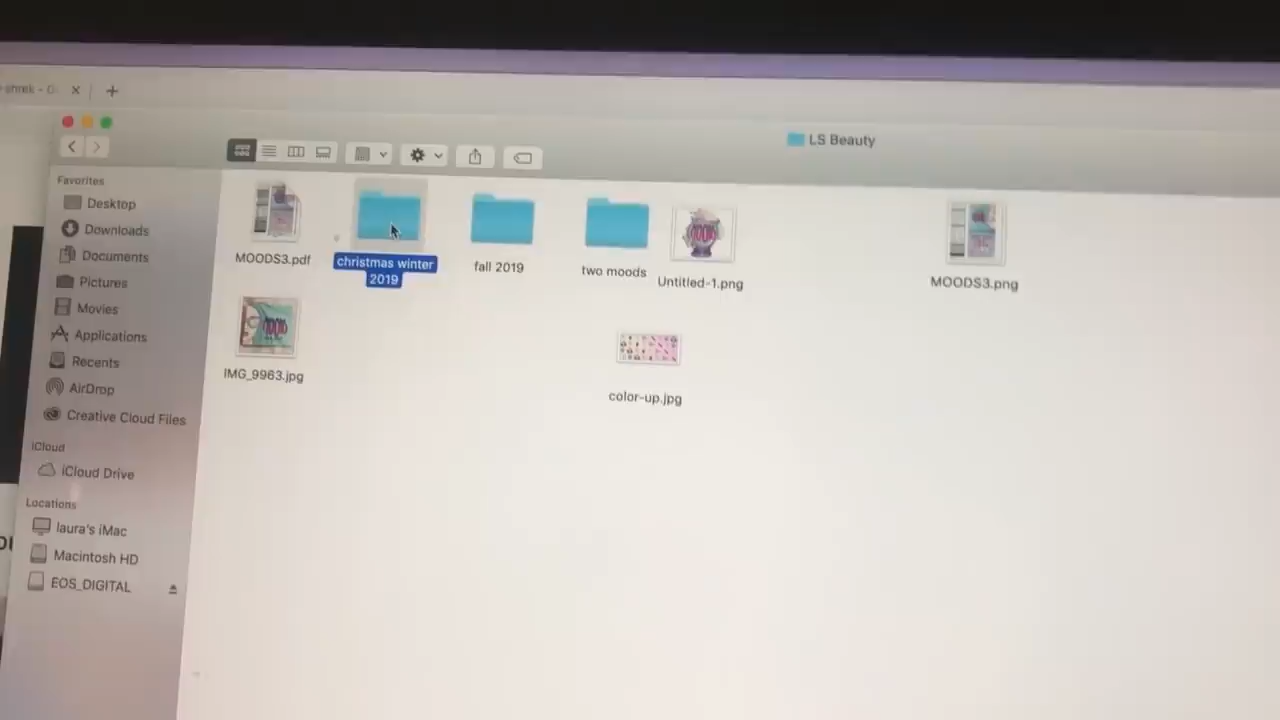 shrek - G
LS Beauty
Favorites
Desktop
Downloads
Documents
Pictures
Movies
Applications
Recents
AirDrop
Creative Cloud Files
iCloud
iCloud Drive
Locations
laura's iMac
Macintosh HD
EOS_DIGITAL
MOODS3.pdf
christmas winter
2019
fall 2019
two moods
Untitled-1.png
MOODS3.png
IMG_9963.jpg
color-up.jpg